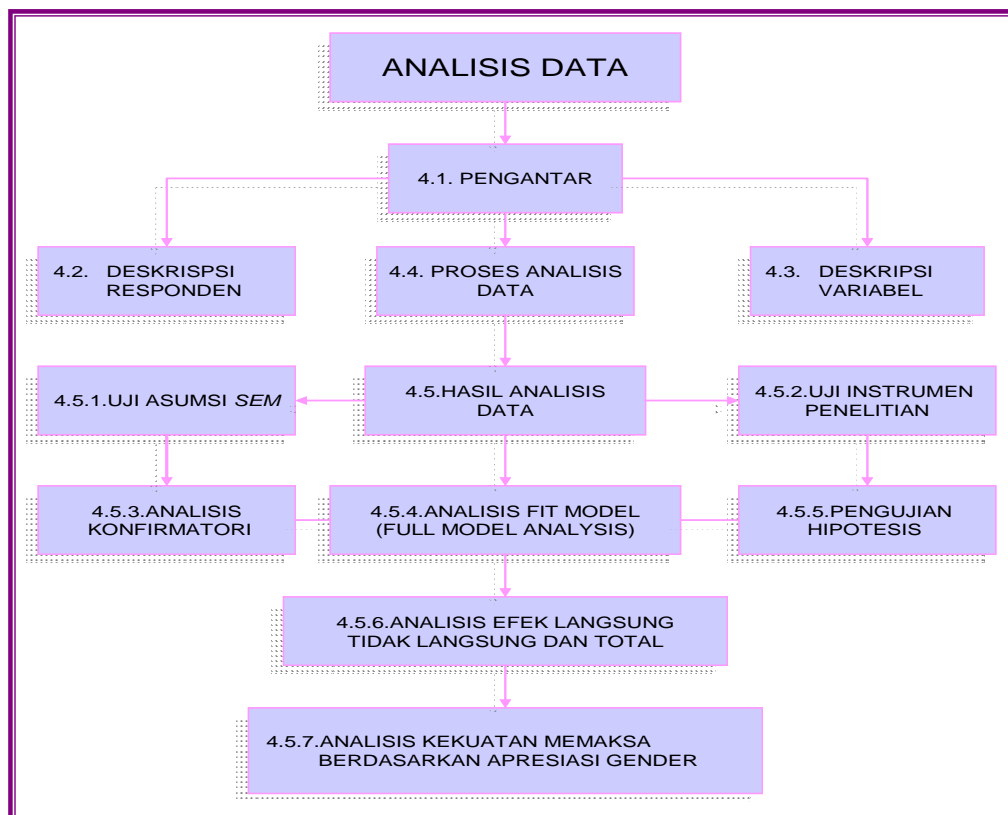 ANALISIS DATA
4.1. PENGANTAR
4.2. DESKRISPSI
RESPONDEN
4.4. PROSES ANALISIS
DATA
4.3. DESKRIPSI
VARIABEL
4.5.1.UJI ASUMSI SEM
4.5.HASIL ANALISIS
DATA
4.5.2.UJI INSTRUMEN
PENELITIAN
4.5.3.ANALISIS
KONFIRMATORI
4.5.4.ANALISIS FIT MODEL
(FULL MODEL ANALYSIS)
4.5.5.PENGUJIAN
HIPOTESIS
4.5.6.ANALISIS EFEK LANGSUNG
TIDAK LANGSUNG DAN TOTAL
4.5.7.ANALISIS KEKUATAN MEMAKSA
BERDASARKAN APRESIASI GENDER